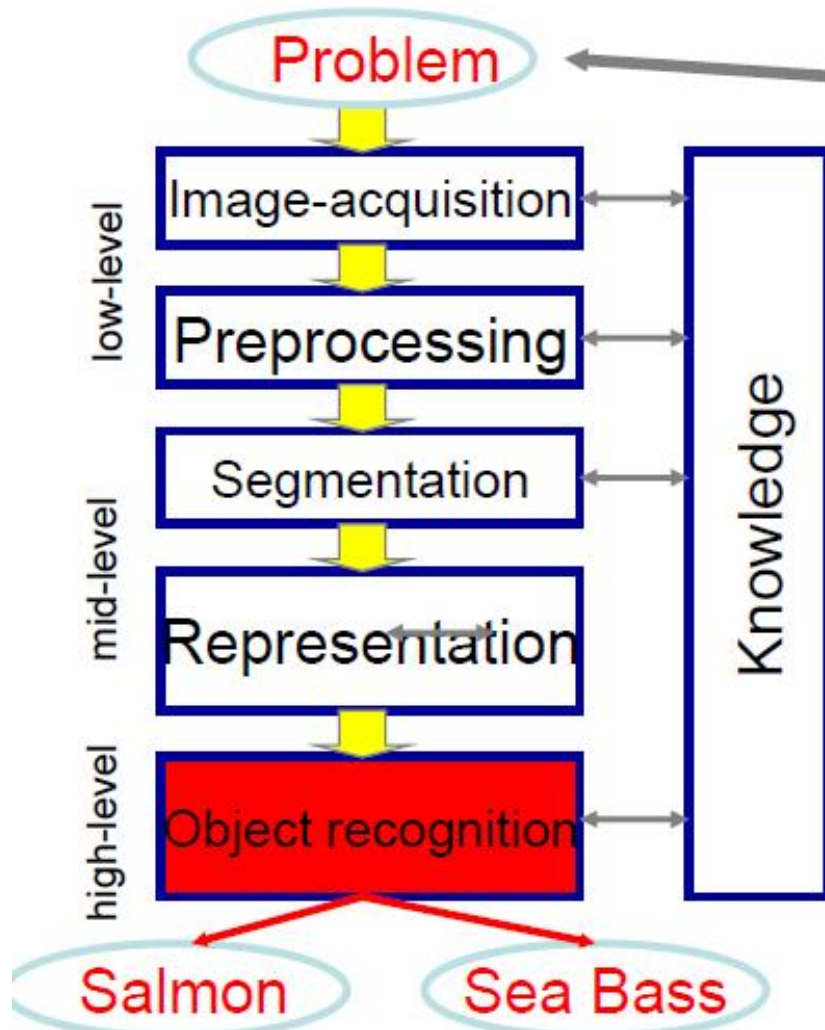 Problem
Image-acquisition
low-level
Preprocessing
Segmentation
mid-level
Representation
Knowledge
high-level
Object recognition
Salmon
Sea Bass